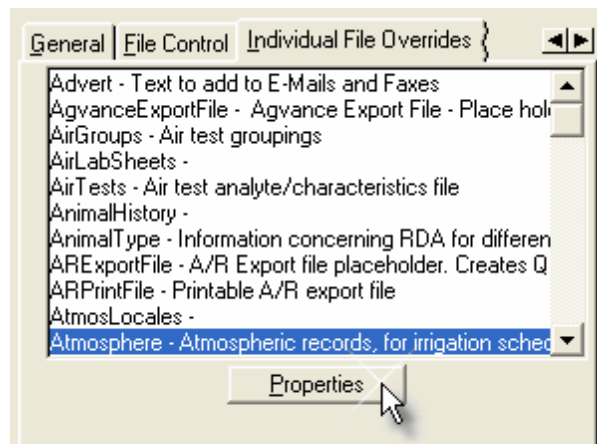 General File Control Individual File Overrides
Advert - Text to add to E-Mails and Faxes
AgvanceExportFile - Agvance Export File - Place hol
AirGroups - Air test groupings
AirLabSheets -
AirTests - Air test analyte/characteristics file
AnimalHistory -
AnimalType - Information concerning RDA for differen
ARExportFile - A/R Export file placeholder. Creates Q
ARPrintFile - Printable A/R export file
AtmosLocales -
Atmosphere - Atmospheric records, for irrigation sched
Properties